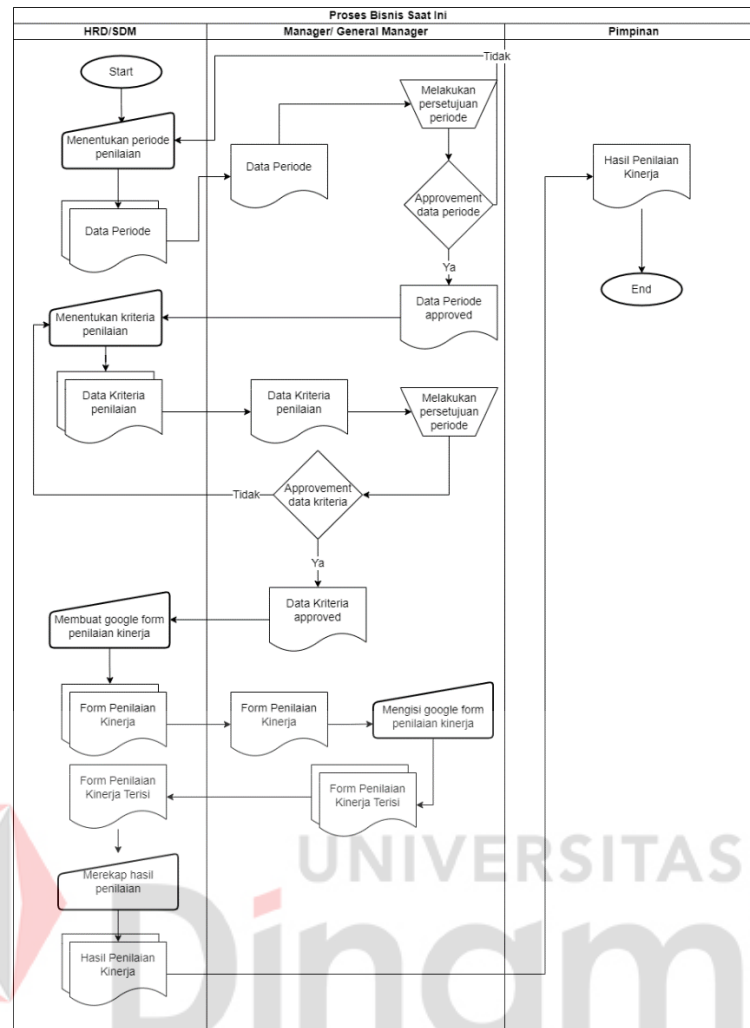 Proses Bisnis Saat Ini
HRD/SDM
Manager/ General Manager
Pimpinan
Start
Tidak
Melakukan
persetujuan
periode
Menentukan periode
penilaian
Data Periode
Hasil Penilaian
Kinerja
Approvement
data periode
Data Periode
Ya
End
Data Periode
approved
Menentukan kriteria
penilaian
Data Kriteria
penilaian
Data Kriteria
penilaian
Melakukan
persetujuan
periode
Tidak
Approvement
data kriteria
Ya
Data Kriteria
approved
Membuat google form
penilaian kinerja
Form Penilaian
Kinerja
Form Penilaian
Kinerja
Mengisi google form
penilaian kinerja
Form Penilaian
Kinerja Terisi
Form Penilaian
Kinerja Terisi
Merekap hasil
penilaian
Hasil Penilaian
Kinerja
UNIVERSITAS
Dinam